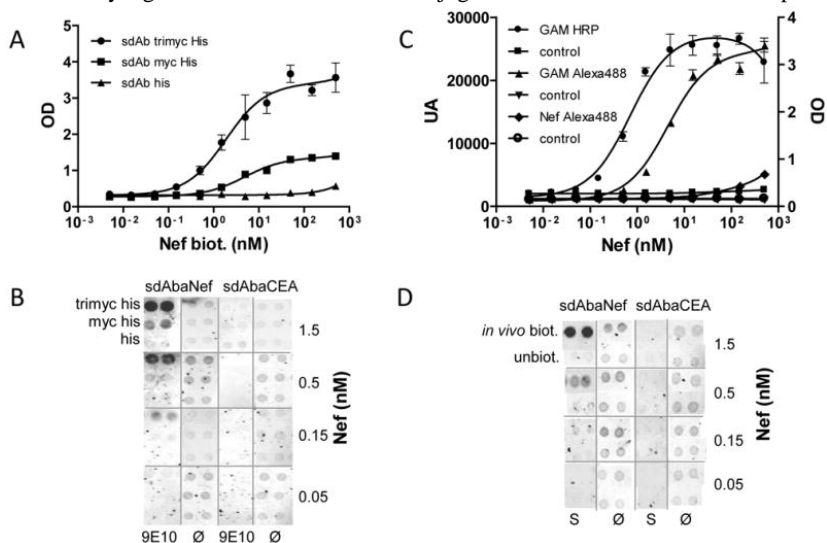 A
sdAb trimyc His
sdAb myc His
sdAb his
OD
4
3
2
1
0
10-3 10-2 10-1 100 101 102 103
Nef biot. (nM)
C
UA
30000
20000
10000
0
GAM HRP
control
GAM Alexa488
control
Nef Alexa488
control
4
3
2
1
0
OD
10-3 10-2 10-1 100 101 102 103
Nef (nM)
B
sdAbaNef sdAbaCEA
trimyc his
myc his
his
1.5
0.5
0.15
0.05
Nef (nM)
9E10 Ø 9E10 Ø
D
sdAbaNef sdAbaCEA
in vivo biot.
unbiot.
1.5
0.5
0.15
0.05
Nef (nM)
S Ø S Ø